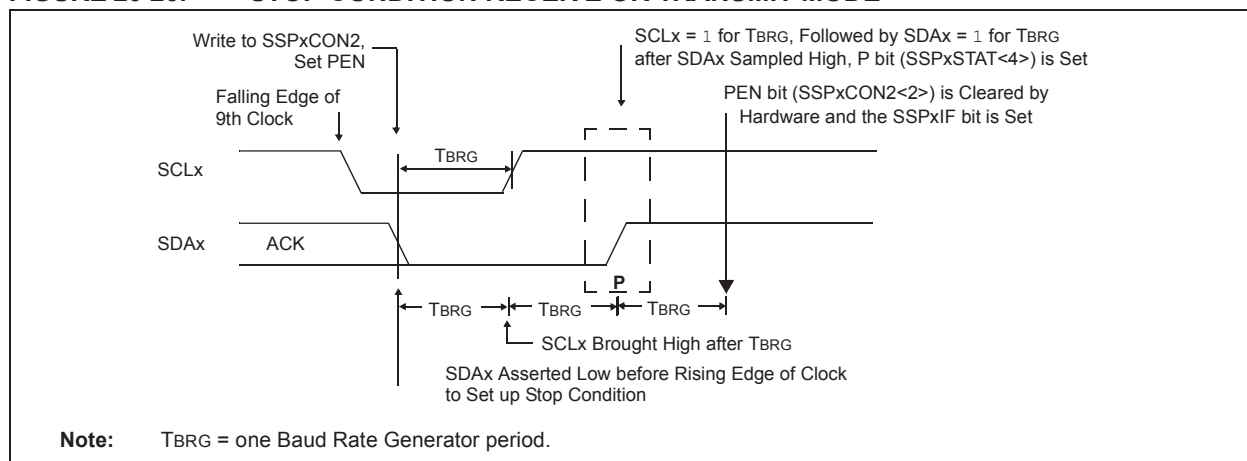 Write to SSPxCON2,
Set PEN
SCLx = 1 for TBRG, Followed by SDAx = 1 for TBRG
after SDAx Sampled High, P bit (SSPxSTAT<4>) is Set
Falling Edge of
9th Clock
PEN bit (SSPxCON2<2>) is Cleared by
Hardware and the SSPxIF bit is Set
SCLx
TBRG
SDAx
ACK
P
TBRG
TBRG
TBRG
SCLx Brought High after TBRG
SDAx Asserted Low before Rising Edge of Clock
to Set up Stop Condition
Note: TBRG = one Baud Rate Generator period.